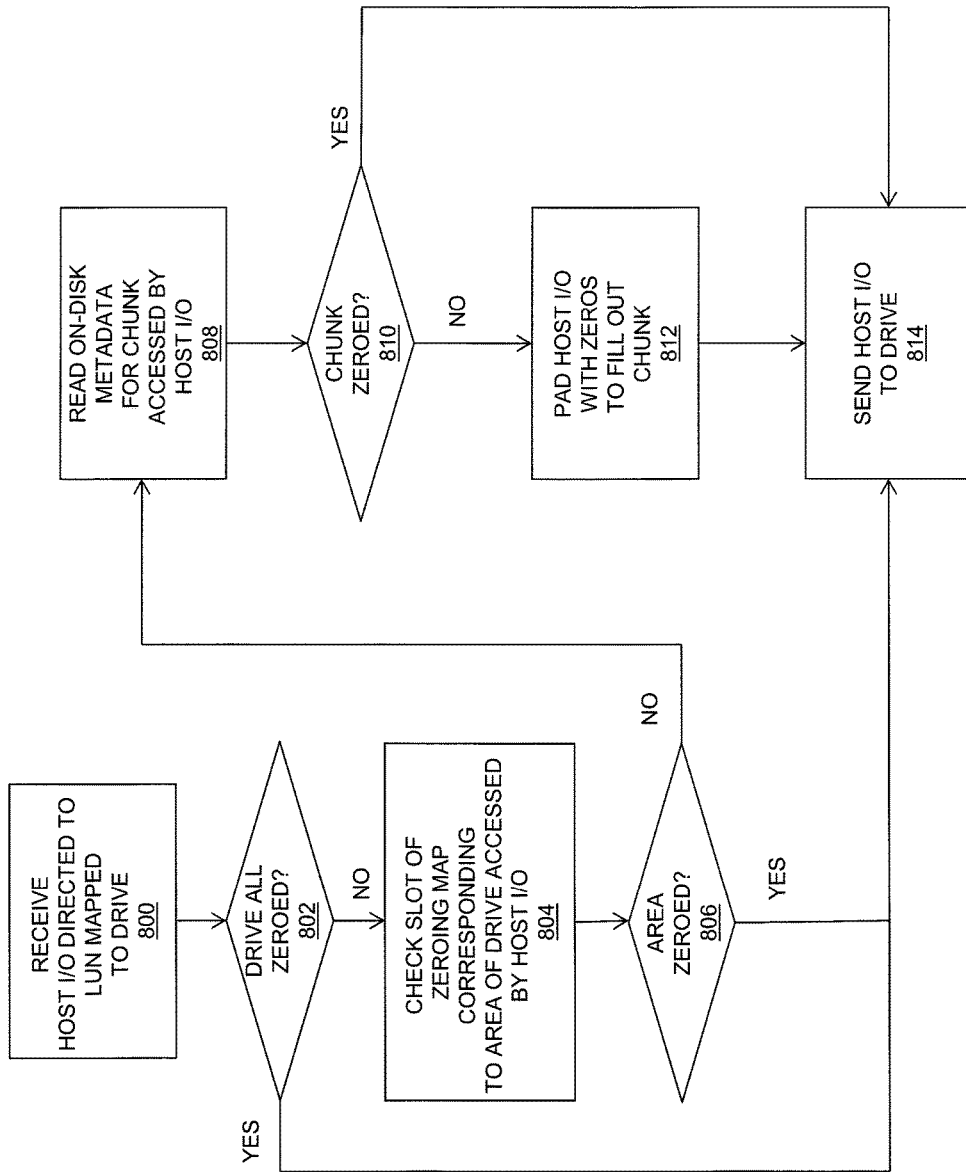 RECEIVE
HOST I/O DIRECTED TO
LUN MAPPED
TO DRIVE
800
DRIVE ALL
ZEROED?
802
YES
NO
CHECK SLOT OF
ZEROING MAP
CORRESPONDING
TO AREA OF DRIVE ACCESSED
BY HOST I/O
804
AREA
ZEROED?
806
NO
YES
READ ON-DISK
METADATA
FOR CHUNK
ACCESSED BY
HOST I/O
808
CHUNK
ZEROED?
810
YES
NO
PAD HOST I/O
WITH ZEROS
TO FILL OUT
CHUNK
812
SEND HOST I/O
TO DRIVE
814